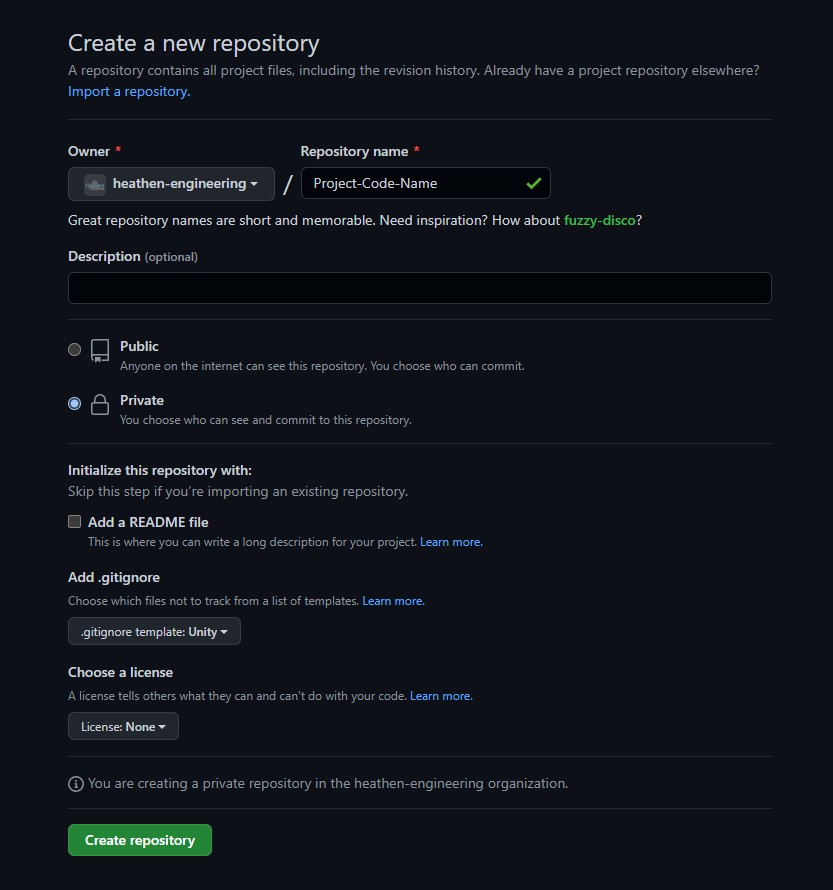 Create a new repository
A repository contains all project files, including the revision history. Already have a project repository elsewhere?
Import a repository.
Owner * Repository name *
heathen-engineering / Project-Code-Name
Great repository names are short and memorable. Need inspiration? How about fuzzy-disco?
Description (optional)
Public
Anyone on the internet can see this repository. You choose who can commit.
Private
You choose who can see and commit to this repository.
Initialize this repository with:
Skip this step if you’re importing an existing repository.
Add a README file
This is where you can write a long description for your project. Learn more.
Add .gitignore
Choose which files not to track from a list of templates. Learn more.
.gitignore template: Unity
Choose a license
A license tells others what they can and can't do with your code. Learn more.
License: None
You are creating a private repository in the heathen-engineering organization.
Create repository